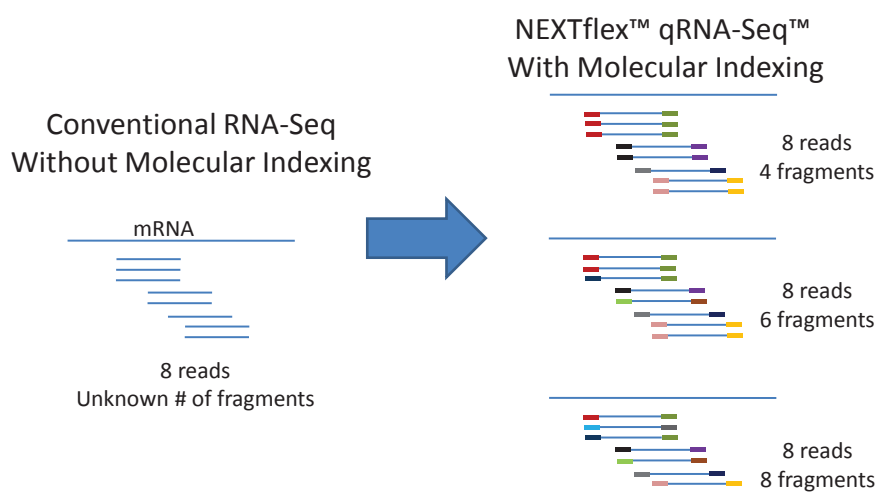 NEXTflex™ qRNA-Seq™
With Molecular Indexing
Conventional RNA-Seq
Without Molecular Indexing
mRNA
8 reads
Unknown # of fragments
8 reads
4 fragments
8 reads
6 fragments
8 reads
8 fragments